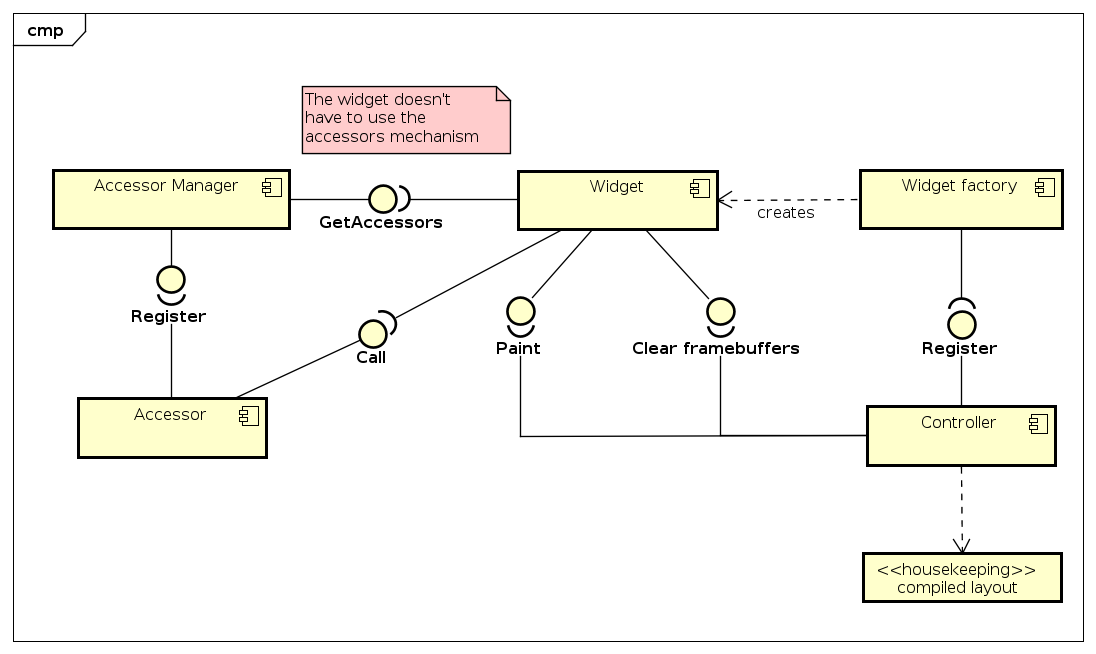 cmp
The widget doesn't
have to use the
accessors mechanism
Accessor Manager
Widget
Widget factory
GetAccessors
creates
Register
Call
Paint
Clear framebuffers
Register
Accessor
Controller
<<housekeeping>>
compiled layout